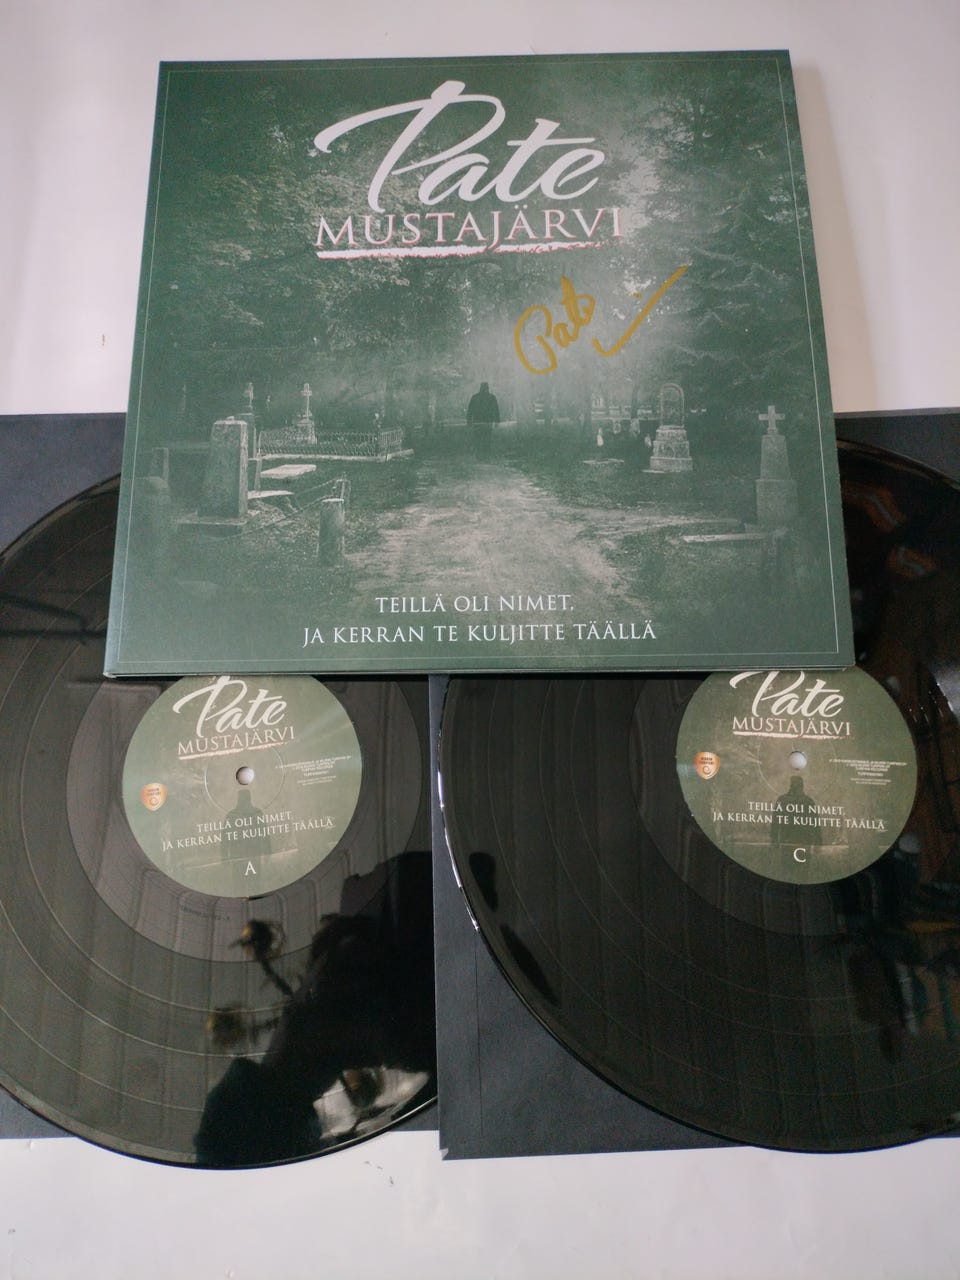 Pate
MUSTAJÄRVI
Pate
TEILLÄ OLI NIMET,
JA KERRAN TE KULJITTE TÄÄLLÄ
Pate
MUSTAJÄRVI
TEILLÄ OLI NIMET,
JA KERRAN TE KULJITTE TÄÄLLÄ
A
Pate
MUSTAJÄRVI
TEILLÄ OLI NIMET,
JA KERRAN TE KULJITTE TÄÄLLÄ
C